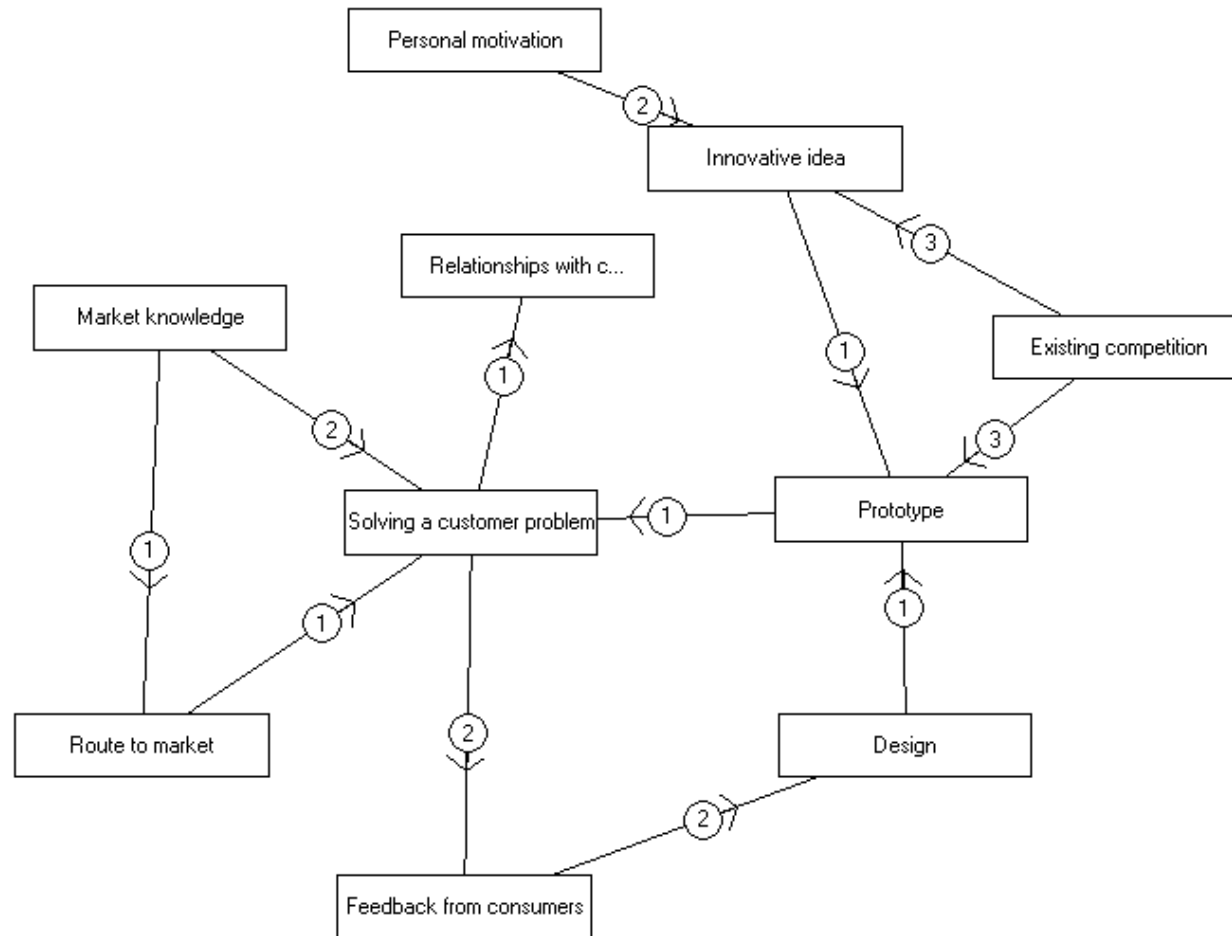 Personal motivation
2
Innovative idea
3
Relationships with c...
Market knowledge
1
Existing competition
1
2
3
Solving a customer problem
1
Prototype
1
1
1
Route to market
2
Design
2
Feedback from consumers